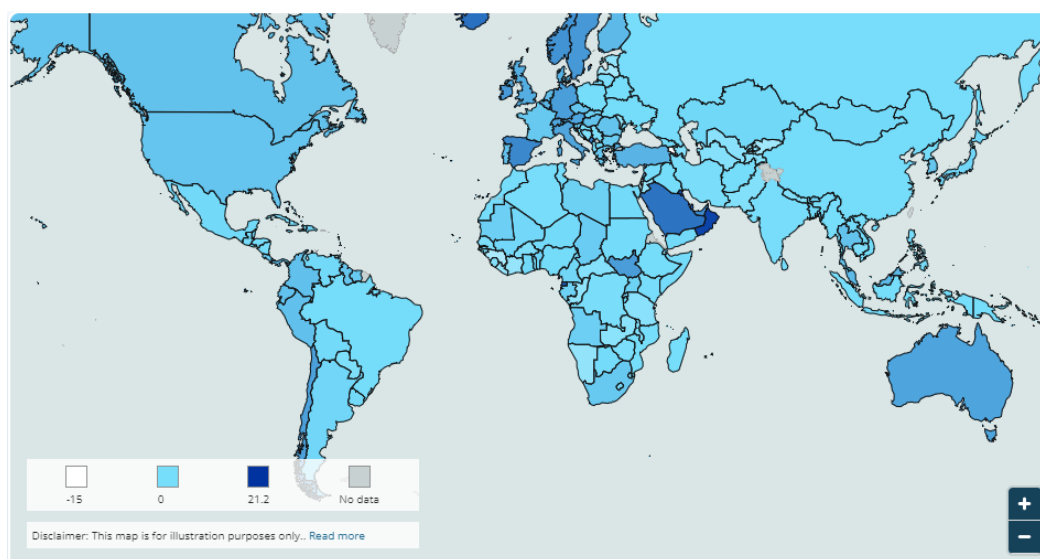 -15
0
21.2
No data
Disclaimer: This map is for illustration purposes only.. Read more
+
−